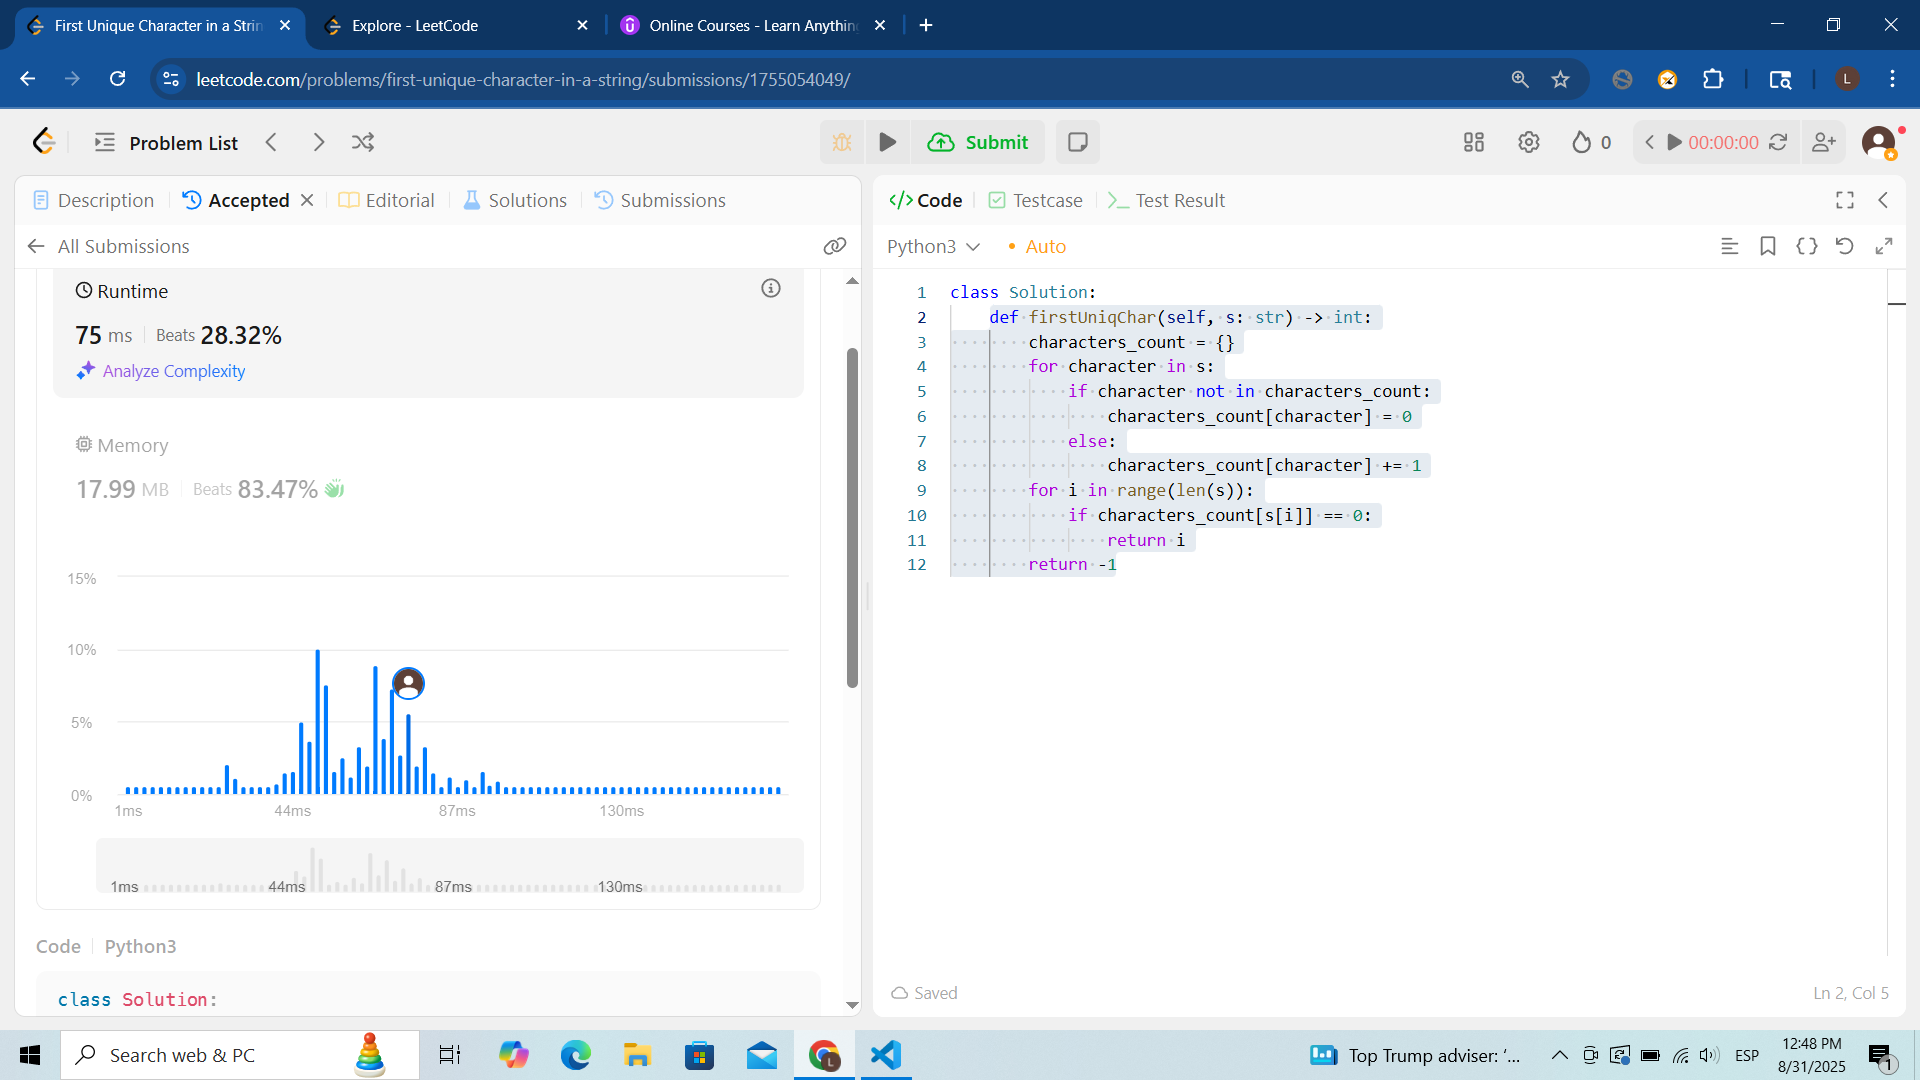 First Unique Character in a Strin
Explore - LeetCode
Online Courses - Learn Anythin
leetcode.com/problems/first-unique-character-in-a-string/submissions/1755054049/
L
Problem List
Submit
0
00:00:00
Description
Accepted
Editorial
Solutions
Submissions
All Submissions
Runtime
75 ms
Beats 28.32%
Analyze Complexity
Memory
17.99 MB
Beats 83.47%
15%
10%
5%
0%
1ms
44ms
87ms
130ms
1ms
44ms
87ms
130ms
Code
Python3
class Solution:
Code
Testcase
Test Result
Python3
Auto
1 class Solution:
2 def firstUniqChar(self, s: str) -> int:
3 characters_count = {}
4 for character in s:
5 if character not in characters_count:
6 characters_count[character] = 0
7 else:
8 characters_count[character] += 1
9 for i in range(len(s)):
10 if characters_count[s[i]] == 0:
11 return i
12 return -1
Saved
Ln 2, Col 5
Search web & PC
L
Top Trump adviser: ‘...
ESP
12:48 PM
8/31/2025
1